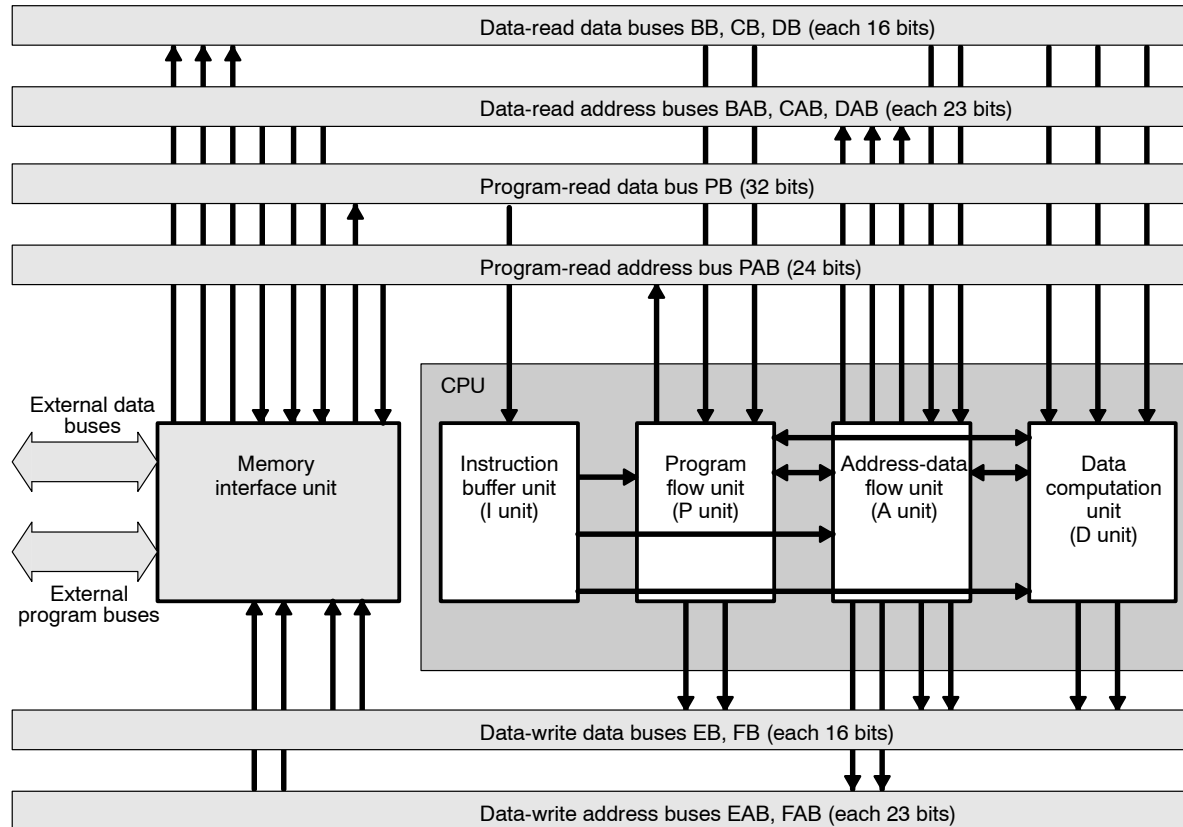 Data-read data buses BB, CB, DB (each 16 bits)
Data-read address buses BAB, CAB, DAB (each 23 bits)
Program-read data bus PB (32 bits)
Program-read address bus PAB (24 bits)
CPU
External data
buses
Memory
interface unit
External
program buses
Instruction
buffer unit
(I unit)
Program
flow unit
(P unit)
Address-data
flow unit
(A unit)
Data
computation
unit
(D unit)
Data-write data buses EB, FB (each 16 bits)
Data-write address buses EAB, FAB (each 23 bits)